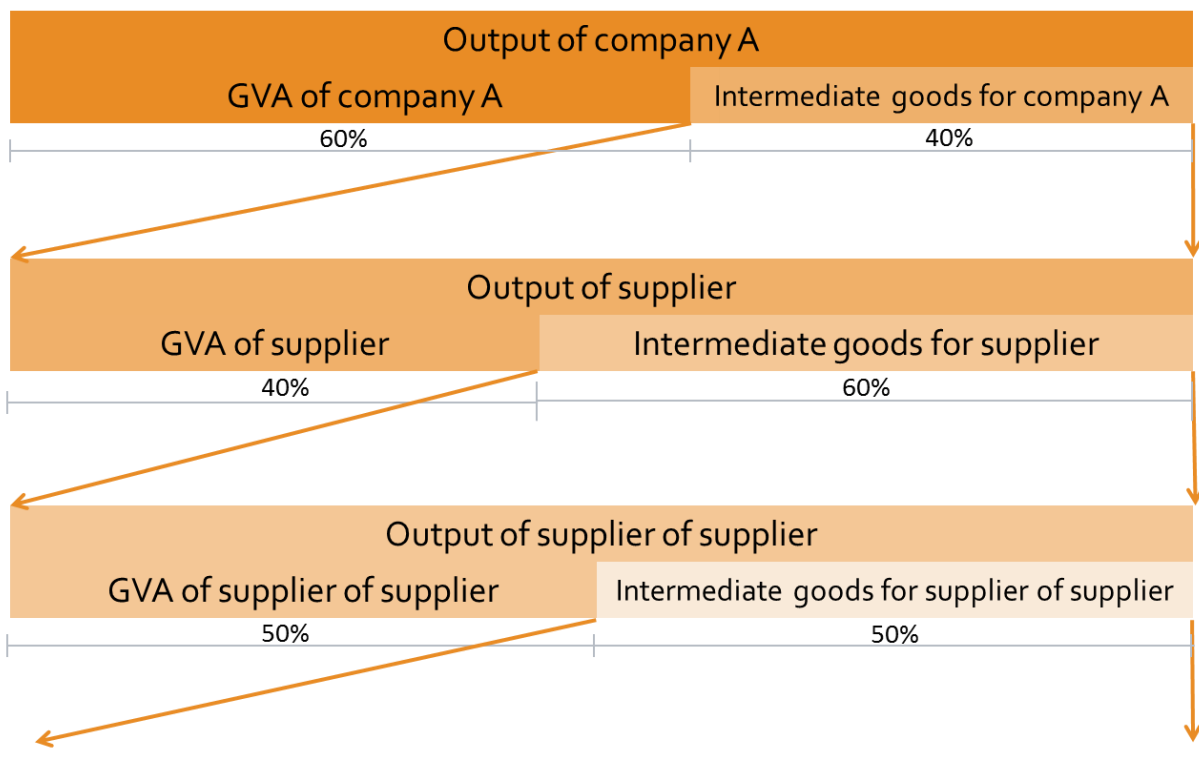 Output of company A
GVA of company A
Intermediate goods for company A
60%
40%
Output of supplier
GVA of supplier
Intermediate goods for supplier
40%
60%
Output of supplier of supplier
GVA of supplier of supplier
Intermediate goods for supplier of supplier
50%
50%